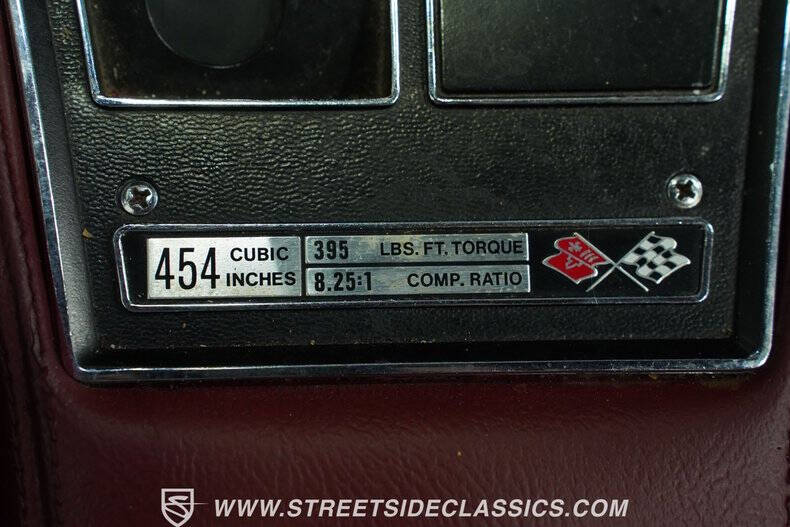 454 CUBIC INCHES
395 LBS. FT. TORQUE
8.25:1 COMP. RATIO
WWW.STREETSIDECLASSICS.COM